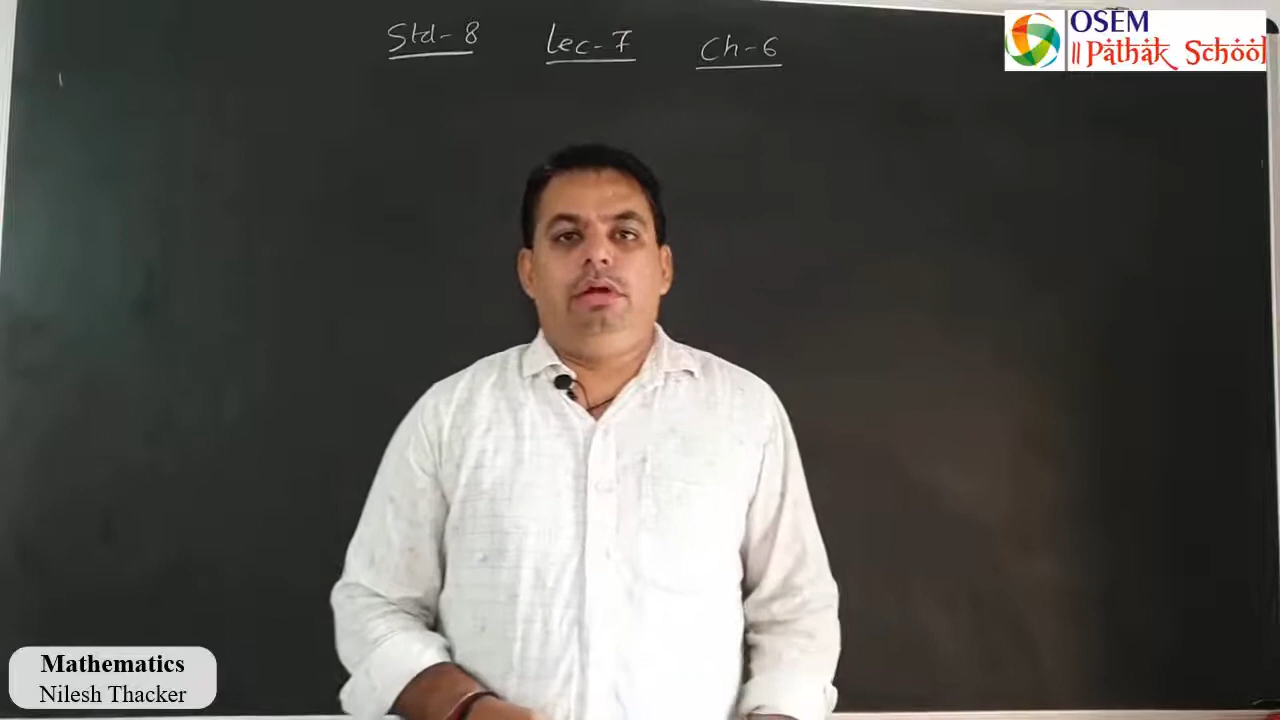 Std-8 Lec-7 Ch-6
OSEM
|| Pathak School
Mathematics
Nilesh Thacker